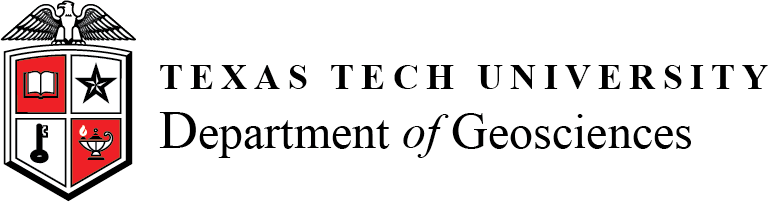 TEXAS TECH UNIVERSITY
Department of Geosciences